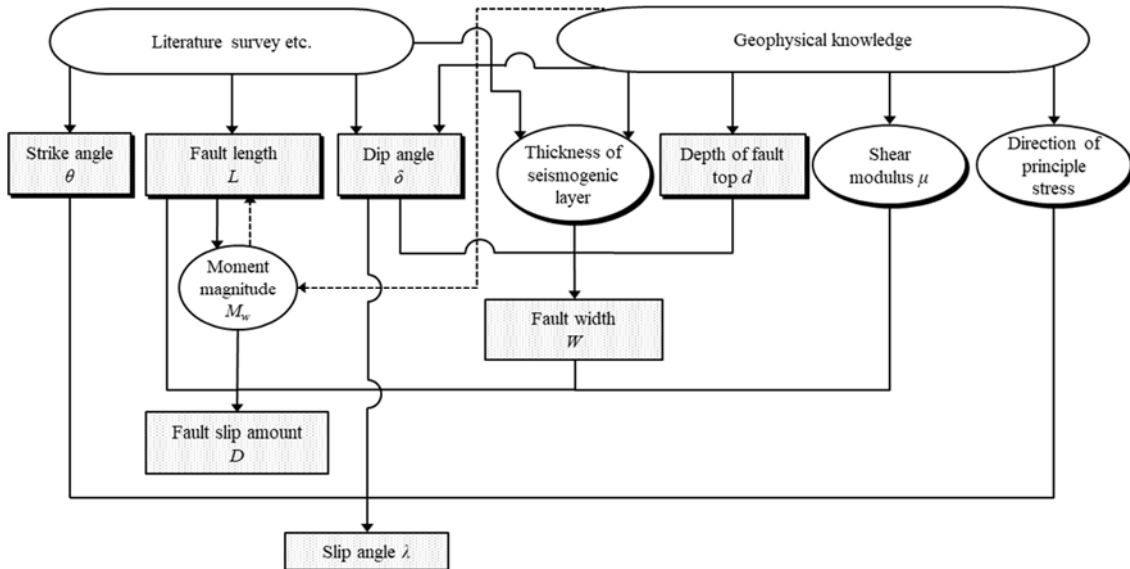 Literature survey etc.
Geophysical knowledge
Strike angle
θ
Fault length
L
Dip angle
δ
Thickness of
seismogenic
layer
Depth of fault
top d
Shear
modulus μ
Direction of
principle
stress
Moment
magnitude
M_w
Fault width
W
Fault slip amount
D
Slip angle λ